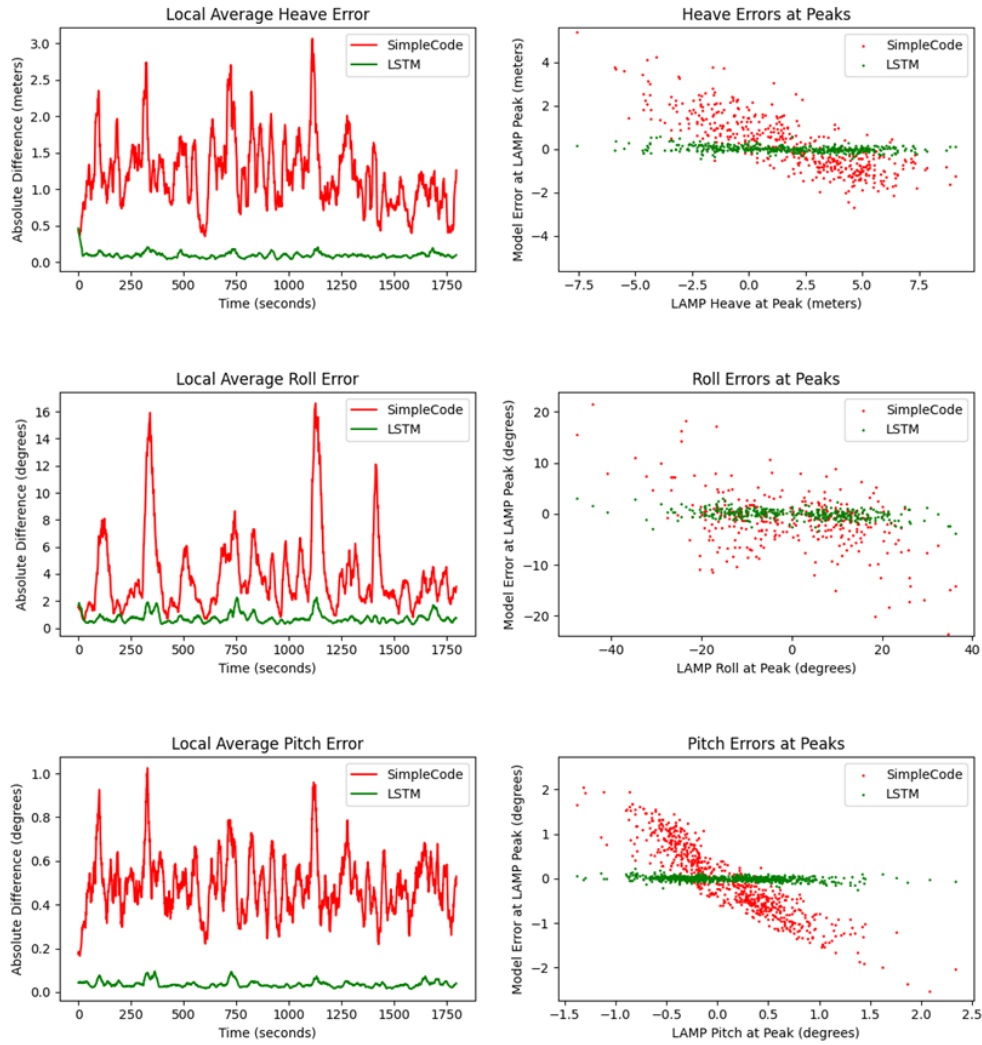 Local Average Heave Error
3.0
2.5
2.0
1.5
1.0
0.5
0.0
Absolute Difference (meters)
SimpleCode
LSTM
0 250 500 750 1000 1250 1500 1750
Time (seconds)
Heave Errors at Peaks
4
2
0
−2
−4
Model Error at LAMP Peak (meters)
SimpleCode
LSTM
−7.5 −5.0 −2.5 0.0 2.5 5.0 7.5
LAMP Heave at Peak (meters)
Local Average Roll Error
16
14
12
10
8
6
4
2
0
Absolute Difference (degrees)
SimpleCode
LSTM
0 250 500 750 1000 1250 1500 1750
Time (seconds)
Roll Errors at Peaks
20
10
0
−10
−20
Model Error at LAMP Peak (degrees)
SimpleCode
LSTM
−40 −20 0 20 40
LAMP Roll at Peak (degrees)
Local Average Pitch Error
1.0
0.8
0.6
0.4
0.2
0.0
Absolute Difference (degrees)
SimpleCode
LSTM
0 250 500 750 1000 1250 1500 1750
Time (seconds)
Pitch Errors at Peaks
2
1
0
−1
−2
Model Error at LAMP Peak (degrees)
SimpleCode
LSTM
−1.5 −1.0 −0.5 0.0 0.5 1.0 1.5 2.0 2.5
LAMP Pitch at Peak (degrees)